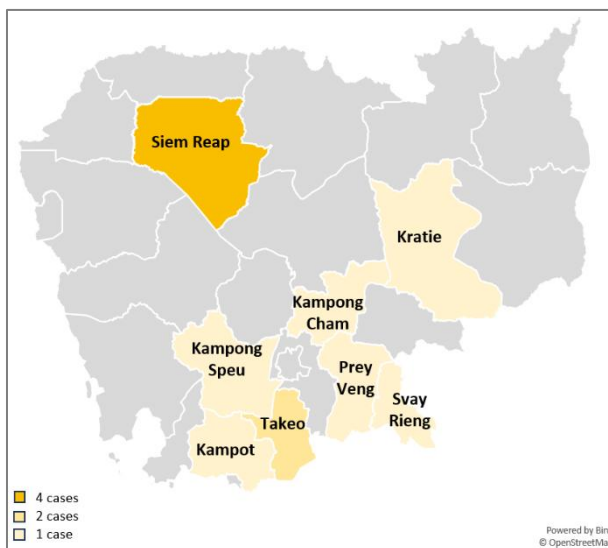 Siem Reap
Kratie
Kampong
Cham
Kampong
Speu
Prey
Veng
Svay
Rieng
Takeo
Kampot
4 cases
2 cases
1 case
Powered by Bin
© OpenStreetMa